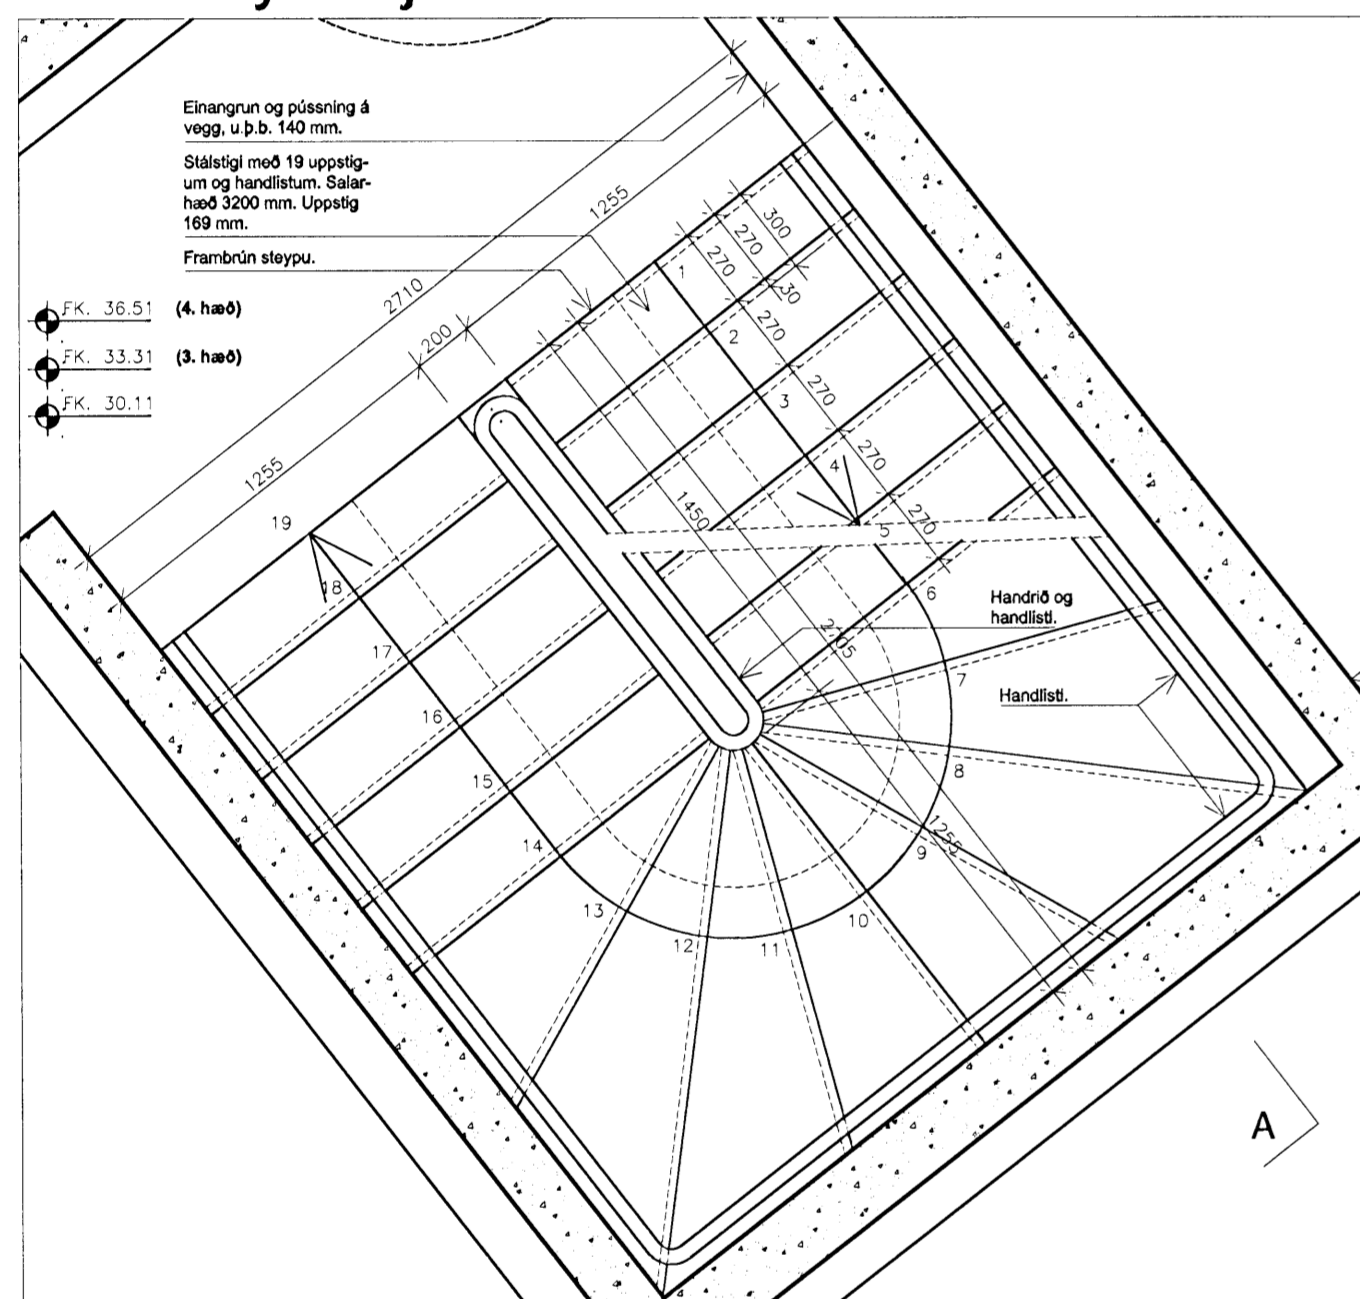 Einangrun og pússning á
vegg, u.þ.b. 140 mm.
Stálstigi með 19 uppstig-
um og handlistum. Salar-
hæð 3200 mm. Uppstig
169 mm.
Frambrún steypu.
FK. 36.51 (4. hæð)
FK. 33.31 (3. hæð)
FK. 30.11
2710
1255
200
1255
300
270
270
30
270
270
270
270
1450
2705
1255
Handrið og
handlisti.
Handlisti.
1
2
3
4
5
6
7
8
9
10
11
12
13
14
15
16
17
18
19
A